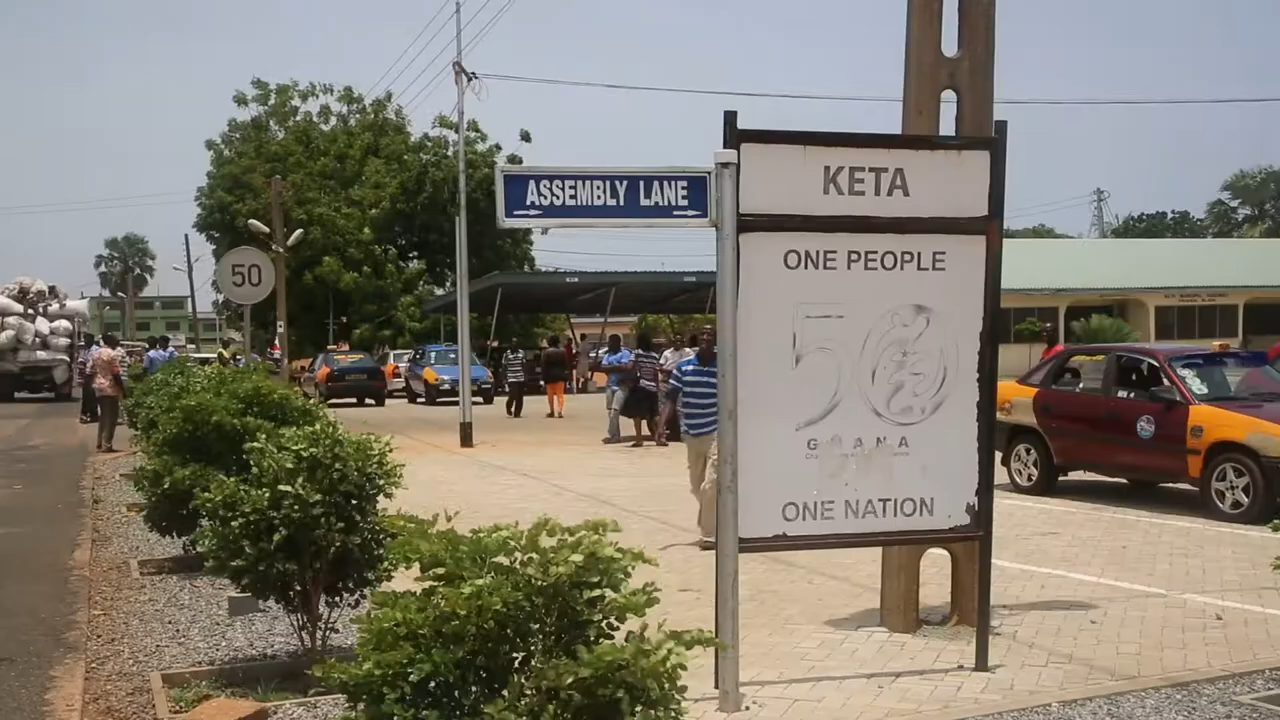 KETA
ASSEMBLY LANE
ONE PEOPLE
50
50
GHANA
ONE NATION